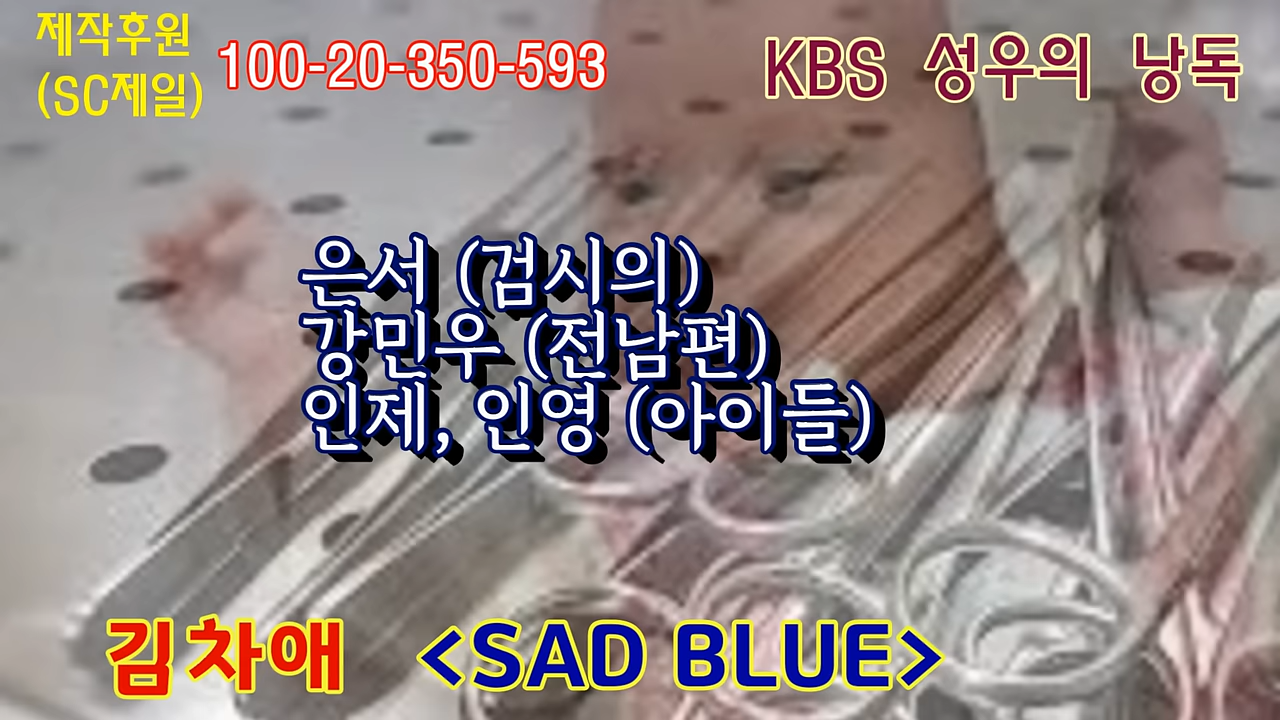 제작후원
(SC제일)
100-20-350-593
KBS 성우의 낭독
은서 (검시의)
강민우 (전남편)
인제, 인영 (아이들)
김차애 <SAD BLUE>